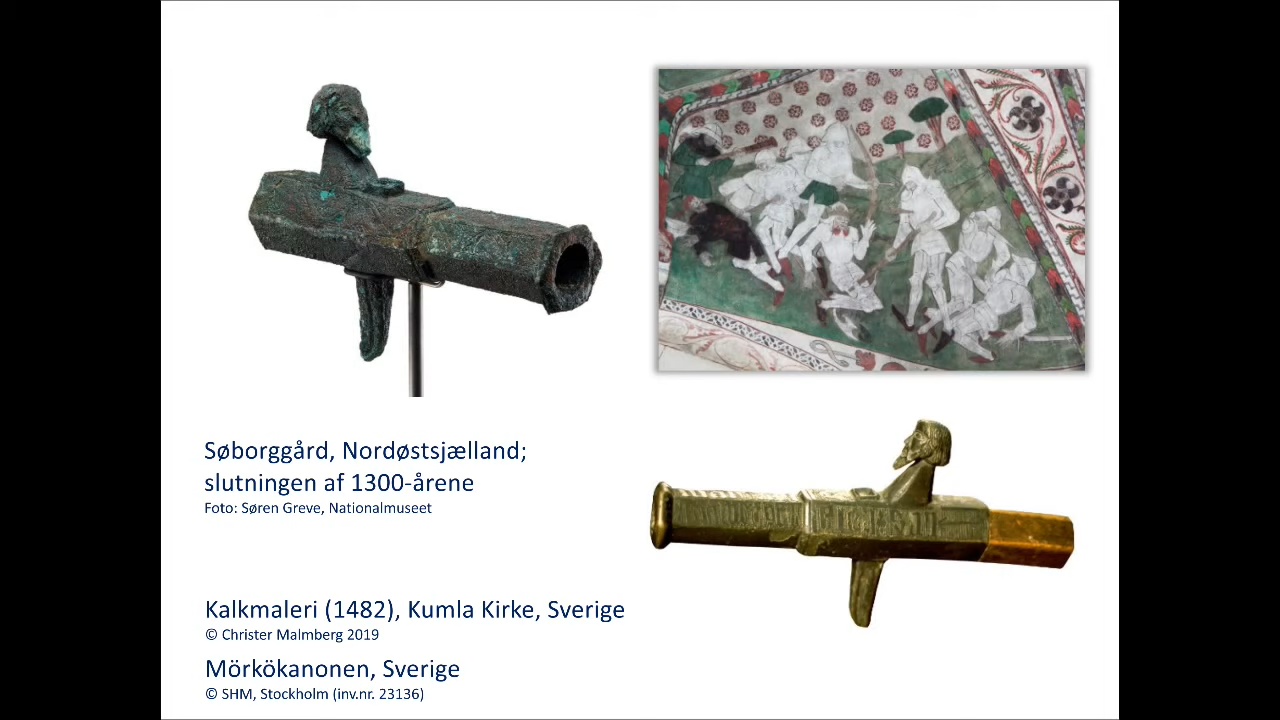 Søborggård, Nordøstsjælland;
slutningen af 1300-årene
Foto: Søren Greve, Nationalmuseet
Kalkmaleri (1482), Kumla Kirke, Sverige
© Christer Malmberg 2019
Mörkökanonen, Sverige
© SHM, Stockholm (inv.nr. 23136)